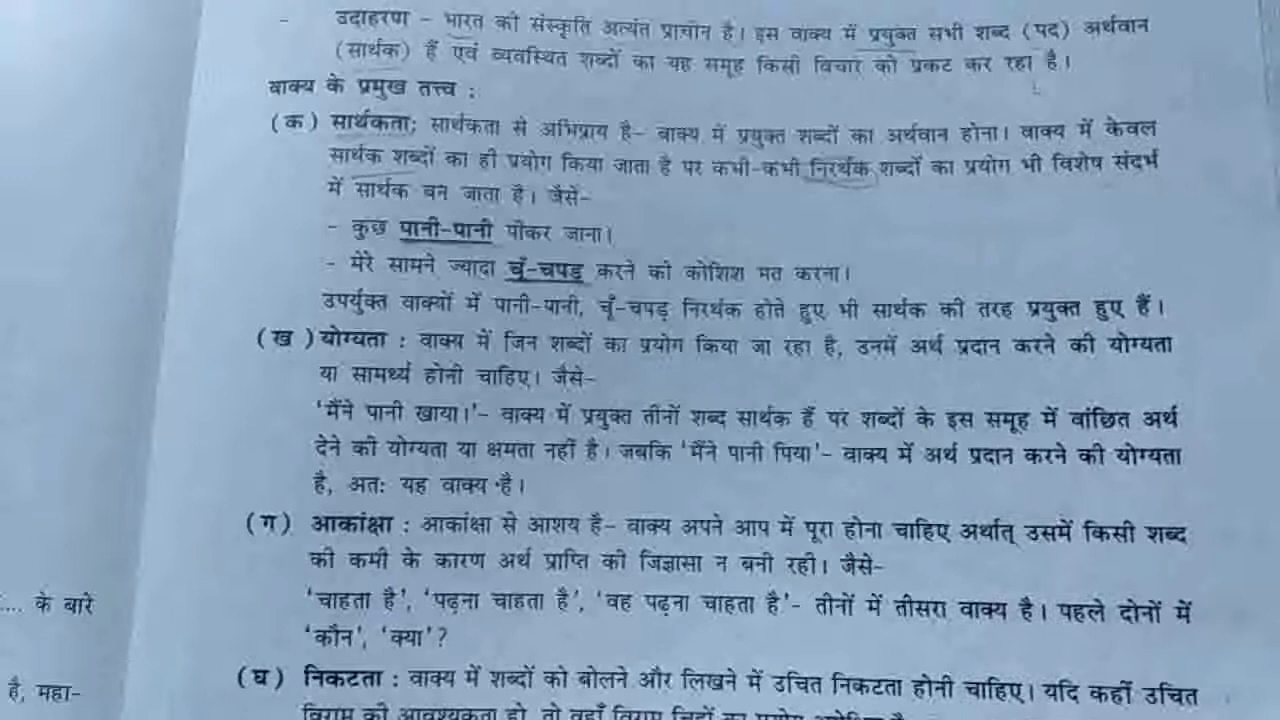 - उदाहरण – भारत की संस्कृति अत्यंत प्राचीन है। इस वाक्य में प्रयुक्त सभी शब्द (पद) अर्थवान
(सार्थक) हैं एवं व्यवस्थित शब्दों का यह समूह किसी विचार को प्रकट कर रहा है।
वाक्य के प्रमुख तत्त्व :
(क) सार्थकता: सार्थकता से अभिप्राय है– वाक्य में प्रयुक्त शब्दों का अर्थवान होना। वाक्य में केवल
सार्थक शब्दों का ही प्रयोग किया जाता है पर कभी-कभी निरर्थक शब्दों का प्रयोग भी विशेष संदर्भ
में सार्थक बन जाता है। जैसे–
- कुछ पानी-पानी पीकर जाना।
- मेरे सामने ज्यादा चूँ-चपड़ करने की कोशिश मत करना।
उपर्युक्त वाक्यों में पानी-पानी, चूँ-चपड़ निरर्थक होते हुए भी सार्थक की तरह प्रयुक्त हुए हैं।
(ख) योग्यता : वाक्य में जिन शब्दों का प्रयोग किया जा रहा है, उनमें अर्थ प्रदान करने की योग्यता
या सामर्थ्य होनी चाहिए। जैसे–
'मैंने पानी खाया।'– वाक्य में प्रयुक्त तीनों शब्द सार्थक हैं पर शब्दों के इस समूह में वांछित अर्थ
देने की योग्यता या क्षमता नहीं है। जबकि 'मैंने पानी पिया'– वाक्य में अर्थ प्रदान करने की योग्यता
है, अतः यह वाक्य है।
(ग) आकांक्षा : आकांक्षा से आशय है– वाक्य अपने आप में पूरा होना चाहिए अर्थात् उसमें किसी शब्द
की कमी के कारण अर्थ प्राप्ति की जिज्ञासा न बनी रही। जैसे–
'चाहता है', 'पढ़ना चाहता है', 'वह पढ़ना चाहता है'– तीनों में तीसरा वाक्य है। पहले दोनों में
'कौन', 'क्या'?
.... के बारे
(घ) निकटता : वाक्य में शब्दों को बोलने और लिखने में उचित निकटता होनी चाहिए। यदि कहीं उचित
है, महा-
विराम की आवश्यकता हो, तो वहाँ विराम चिह्नों का प्रयोग